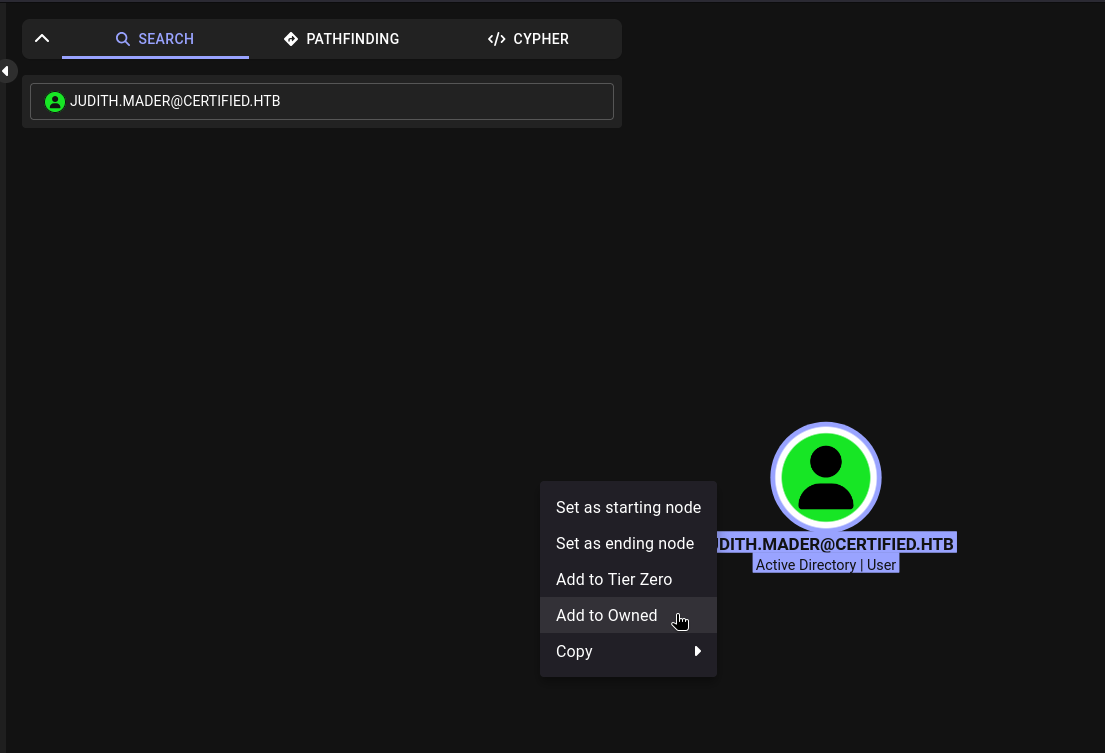 SEARCH
PATHFINDING
</> CYPHER
JUDITH.MADER@CERTIFIED.HTB
Set as starting node
Set as ending node
Add to Tier Zero
Add to Owned
Copy
DITH.MADER@CERTIFIED.HTB
Active Directory | User